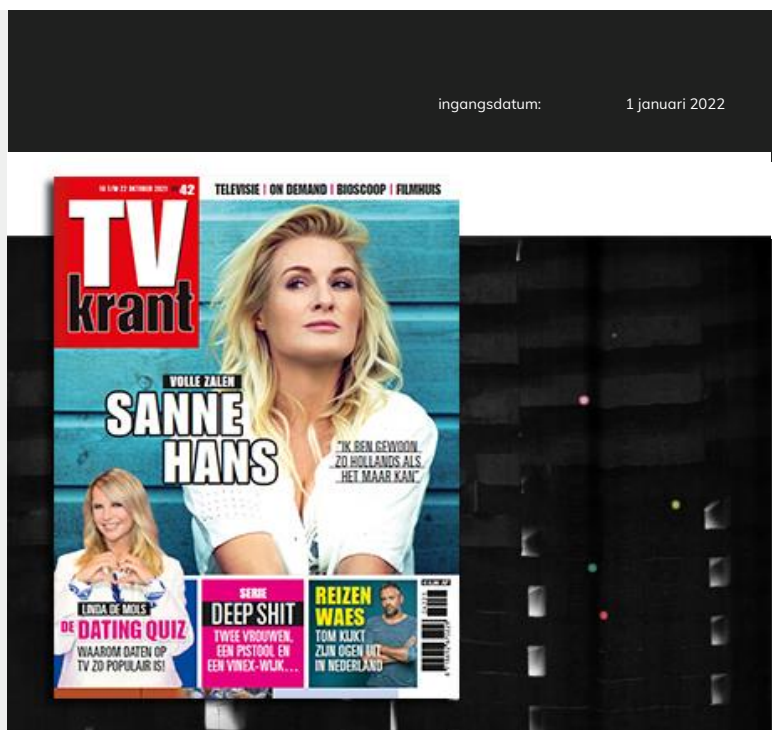 ingangsdatum: 1 januari 2022
42
TELEVISIE | ON DEMAND | BIOSCOOP | FILMHUIS
TV
krant
VOLLE ZALEN
SANNE
HANS
"IK BEN GEWOON
ZO HOLLANDS ALS
HET MAAR KAN"
LINDA DE MOLS
DE DATING QUIZ
WAAROM DATEN OP
TV ZO POPULAIR IS!
SERIE
DEEP SHIT
TWEE VROUWEN,
EEN PISTOOL EN
EEN VINEX-WIJK...
REIZEN
WAES
TOM KIJKT
ZIJN OGEN UIT
IN NEDERLAND